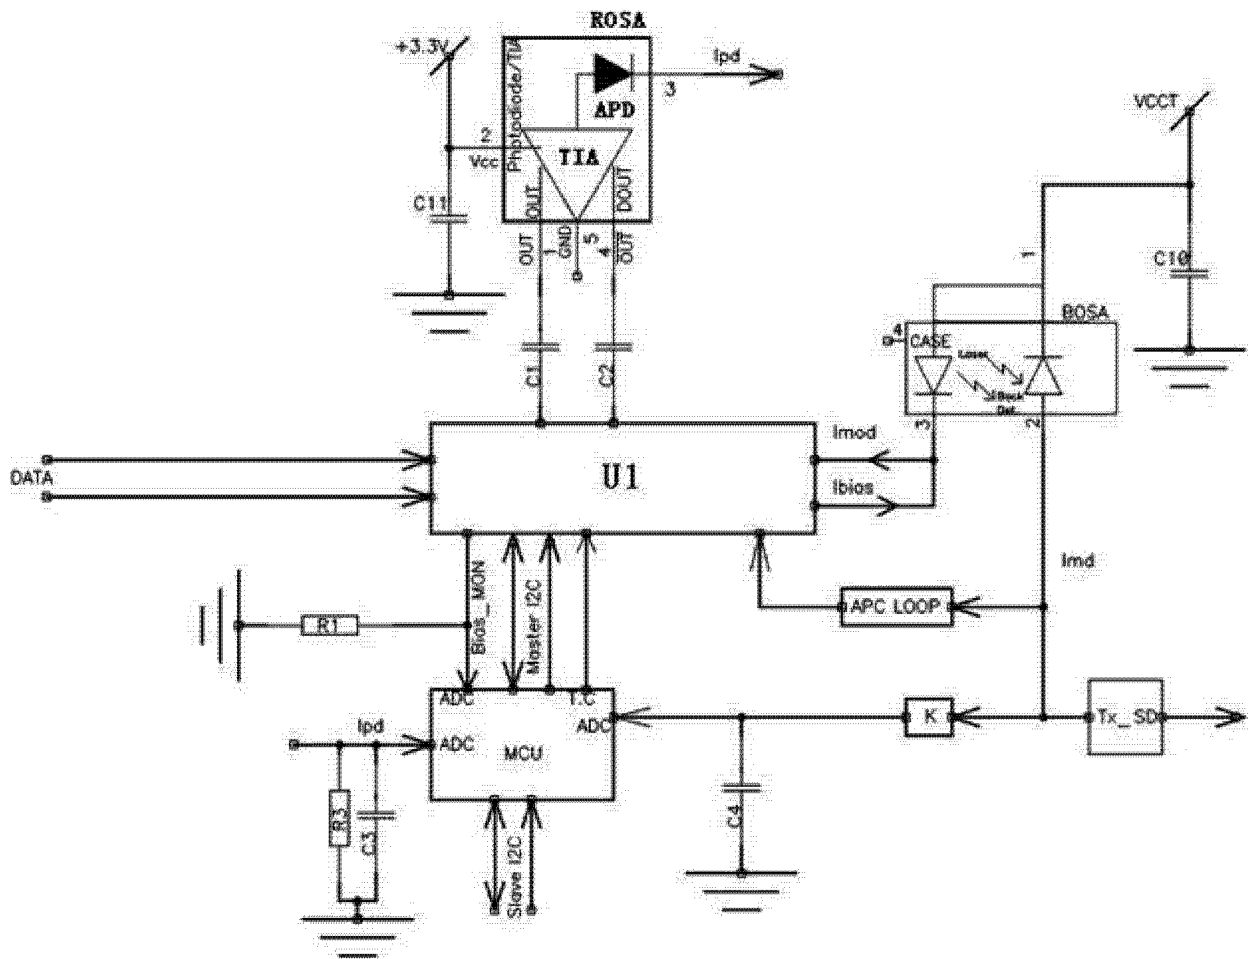 ROSA
+3.3V
Photodiode/TIA
Ipd
3
APD
VCCT
2
Vcc
TIA
C11
OUT
DOUT
OUT
1
GND
5
4
OUT
1
C10
BOSA
4
CASE
Laser
Back
Det.
C1
C2
3
2
Imod
DATA
U1
Ibias
Imd
Bias_MON
Master I2C
APC LOOP
R1
ADC
ADC
K
Tx_SD
Ipd
ADC
MCU
R3
C3
C4
Slave I2C